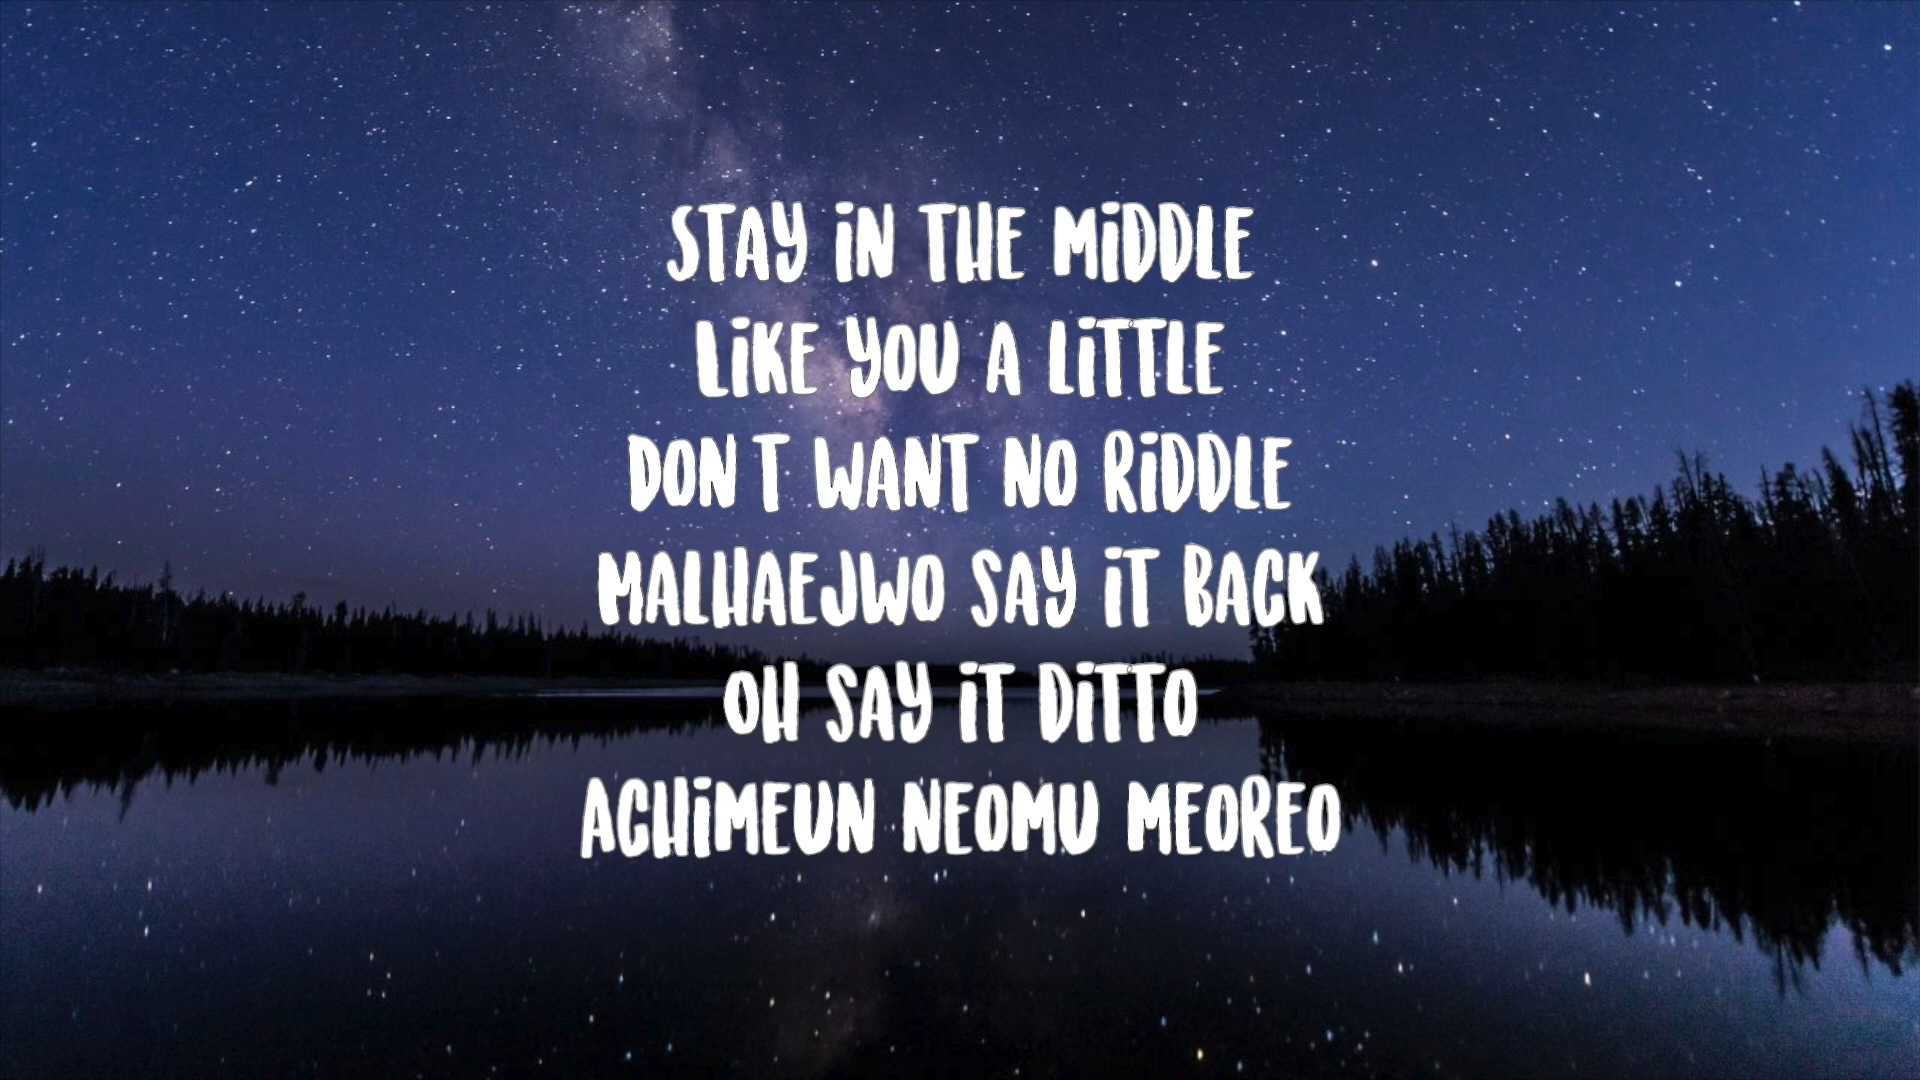 STAY iN THE MiDDLE
LiKE YOU A LiTTLE
DON T WANT NO RiDDLE
MALHAEJWO SAY iT BACK
OH SAY iT DiTTO
ACHiMEUN NEOMU MEOREO